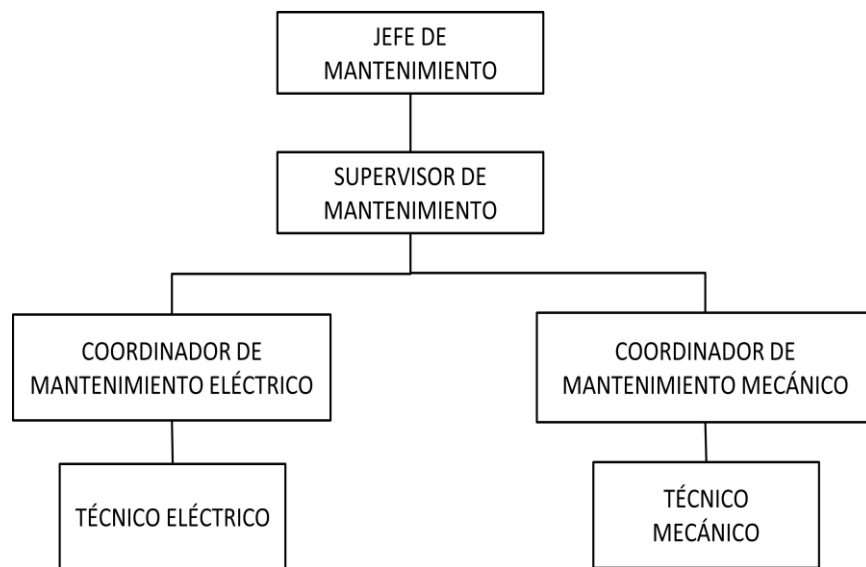 JEFE DE
MANTENIMIENTO
SUPERVISOR DE
MANTENIMIENTO
COORDINADOR DE
MANTENIMIENTO ELÉCTRICO
COORDINADOR DE
MANTENIMIENTO MECÁNICO
TÉCNICO ELÉCTRICO
TÉCNICO
MECÁNICO